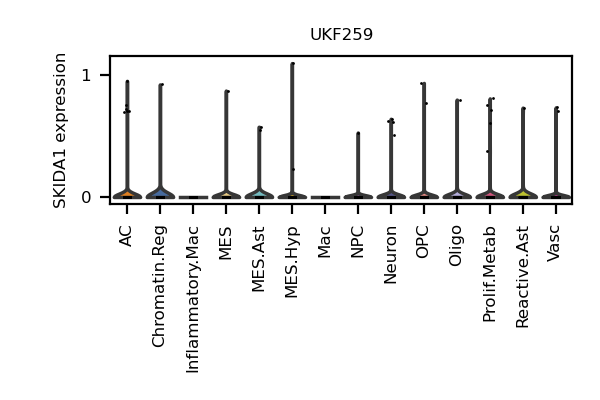 UKF259
SKIDA1 expression
1
0
AC
Chromatin.Reg
Inflammatory.Mac
MES
MES.Ast
MES.Hyp
Mac
NPC
Neuron
OPC
Oligo
Prolif.Metab
Reactive.Ast
Vasc